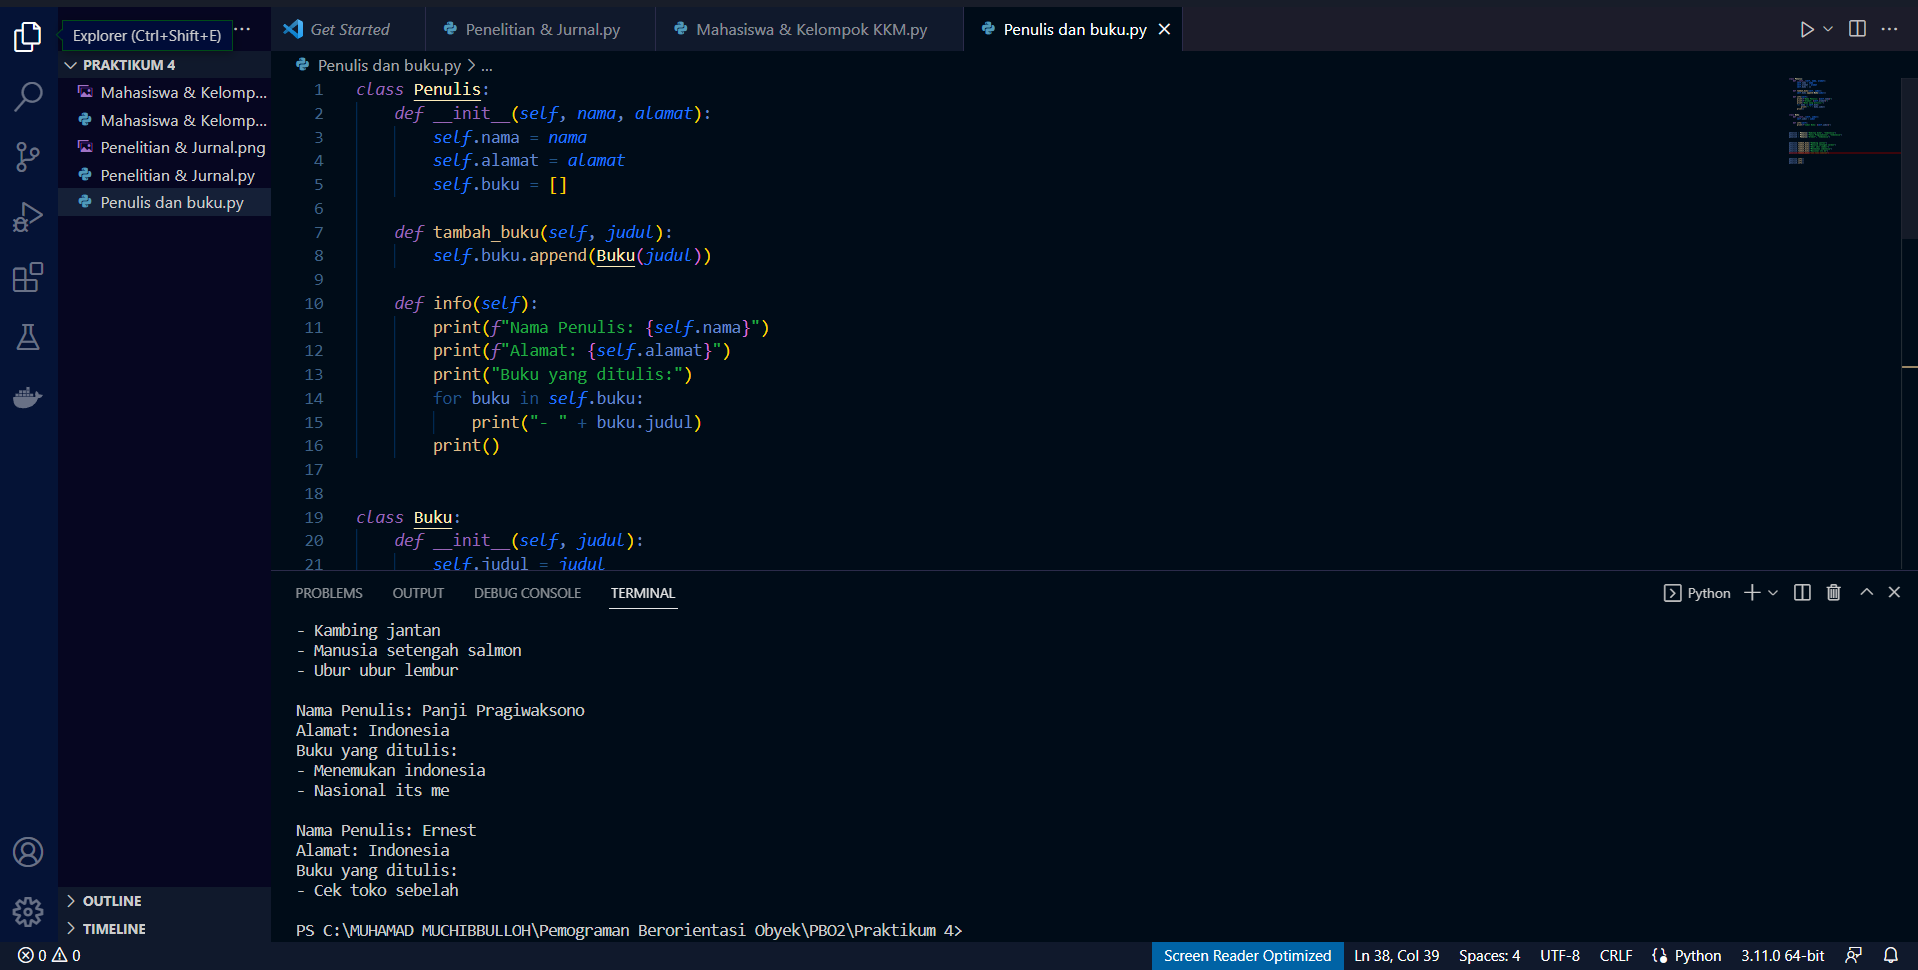 Explorer (Ctrl+Shift+E)
Get Started
Penelitian & Jurnal.py
Mahasiswa & Kelompok KKM.py
Penulis dan buku.py
PRAKTIKUM 4
Mahasiswa & Kelomp...
Mahasiswa & Kelomp...
Penelitian & Jurnal.png
Penelitian & Jurnal.py
Penulis dan buku.py
OUTLINE
TIMELINE
Penulis dan buku.py > ...
1 class Penulis:
2 def __init__(self, nama, alamat):
3 self.nama = nama
4 self.alamat = alamat
5 self.buku = []
6
7 def tambah_buku(self, judul):
8 self.buku.append(Buku(judul))
9
10 def info(self):
11 print(f"Nama Penulis: {self.nama}")
12 print(f"Alamat: {self.alamat}")
13 print("Buku yang ditulis:")
14 for buku in self.buku:
15 print("- " + buku.judul)
16 print()
17
18
19 class Buku:
20 def __init__(self, judul):
21 self.judul = judul
PROBLEMS OUTPUT DEBUG CONSOLE TERMINAL
Python
- Kambing jantan
- Manusia setengah salmon
- Ubur ubur lembur
Nama Penulis: Panji Pragiwaksono
Alamat: Indonesia
Buku yang ditulis:
- Menemukan indonesia
- Nasional its me
Nama Penulis: Ernest
Alamat: Indonesia
Buku yang ditulis:
- Cek toko sebelah
PS C:\MUHAMAD MUCHIBBULLOH\Pemograman Berorientasi Obyek\PBO2\Praktikum 4>
0 0
Screen Reader Optimized Ln 38, Col 39 Spaces: 4 UTF-8 CRLF Python 3.11.0 64-bit